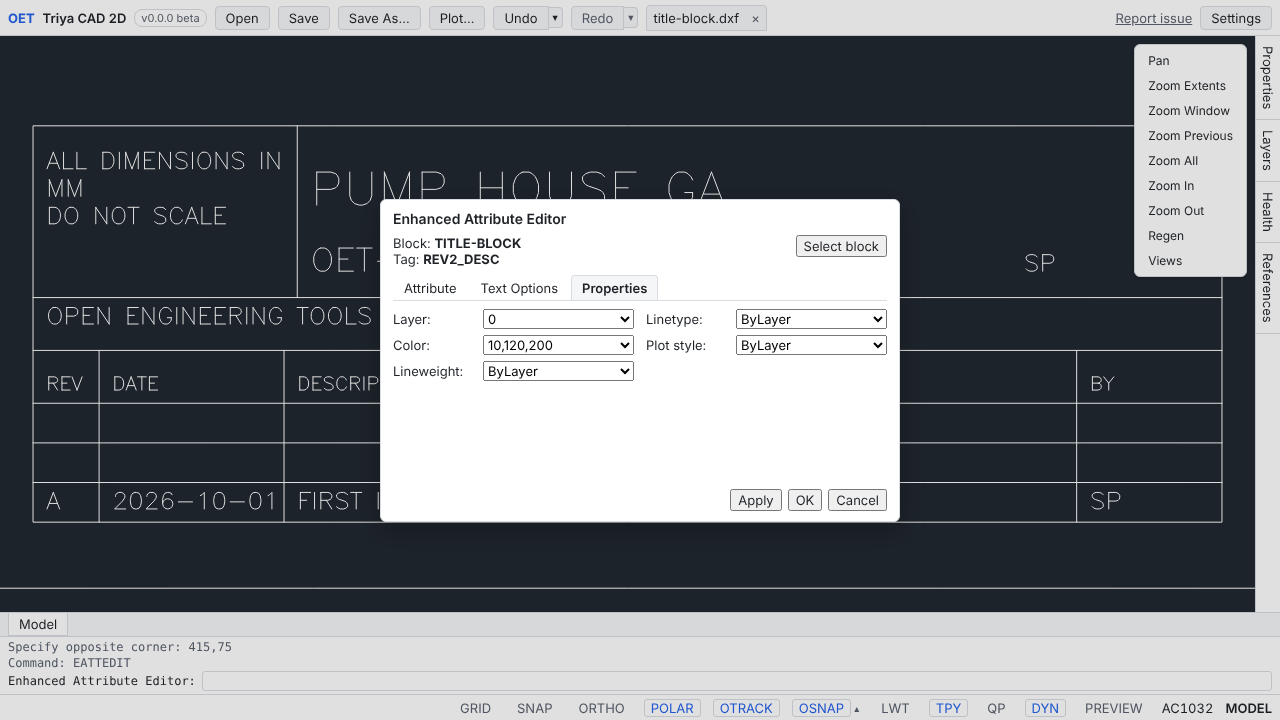 OET Triya CAD 2D v0.0.0 beta Open Save Save As... Plot... Undo ▾ Redo ▾ title-block.dxf × Report issue Settings
Pan
Zoom Extents
Zoom Window
Zoom Previous
Zoom All
Zoom In
Zoom Out
Regen
Views
Properties
Layers
Health
References
ALL DIMENSIONS IN
MM
DO NOT SCALE
PUMP HOUSE GA
OET-
SP
OPEN ENGINEERING TOOLS
REV DATE DESCRIP BY
A 2026-10-01 FIRST SP
Enhanced Attribute Editor
Block: TITLE-BLOCK
Tag: REV2_DESC
Select block
Attribute Text Options Properties
Layer: 0 Linetype: ByLayer
Color: 10,120,200 Plot style: ByLayer
Lineweight: ByLayer
Apply OK Cancel
Model
Specify opposite corner: 415,75
Command: EATTEDIT
Enhanced Attribute Editor:
GRID SNAP ORTHO POLAR OTRACK OSNAP ▴ LWT TPY QP DYN PREVIEW AC1032 MODEL